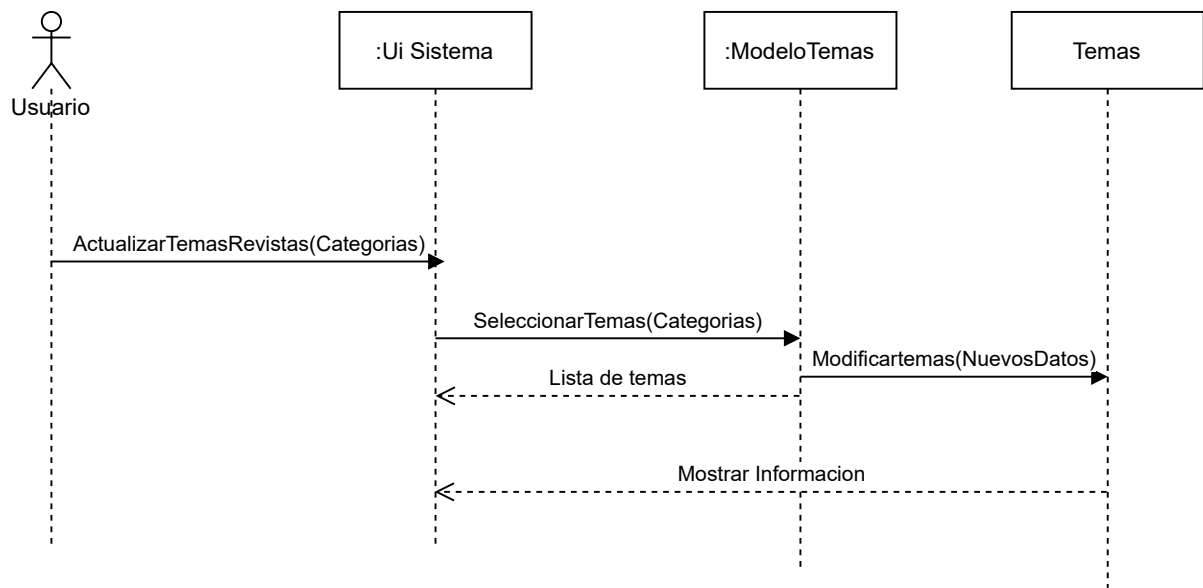 :Ui Sistema
:ModeloTemas
Temas
Usuario
ActualizarTemasRevistas(Categorias)
SeleccionarTemas(Categorias)
Modificartemas(NuevosDatos)
Lista de temas
Mostrar Informacion